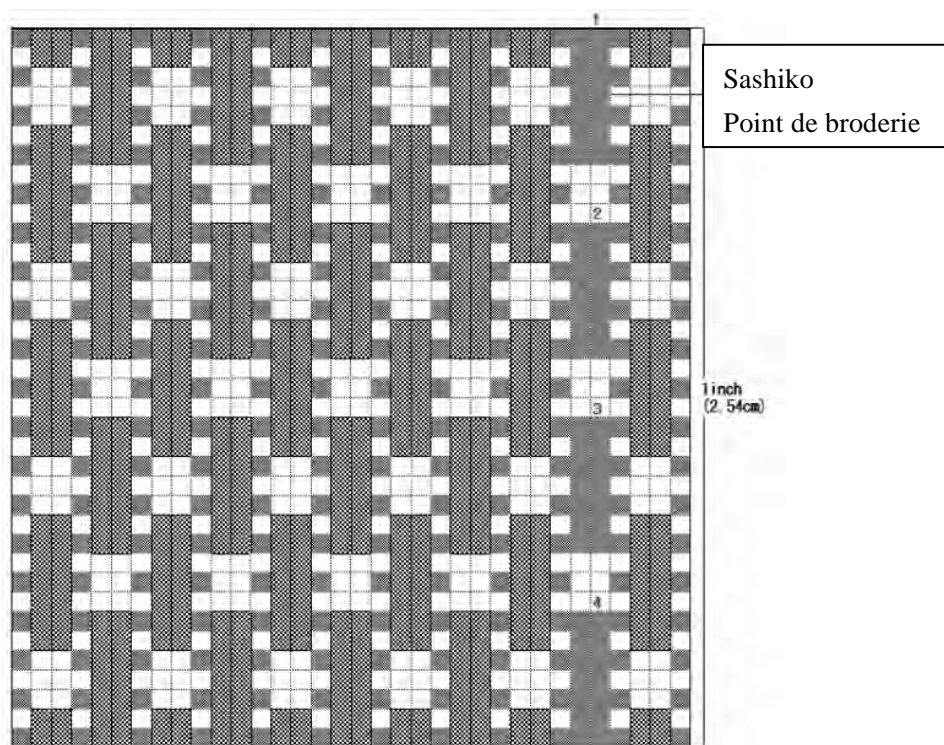 1
Sashiko
Point de broderie
2
1inch
(2.54cm)
3
4